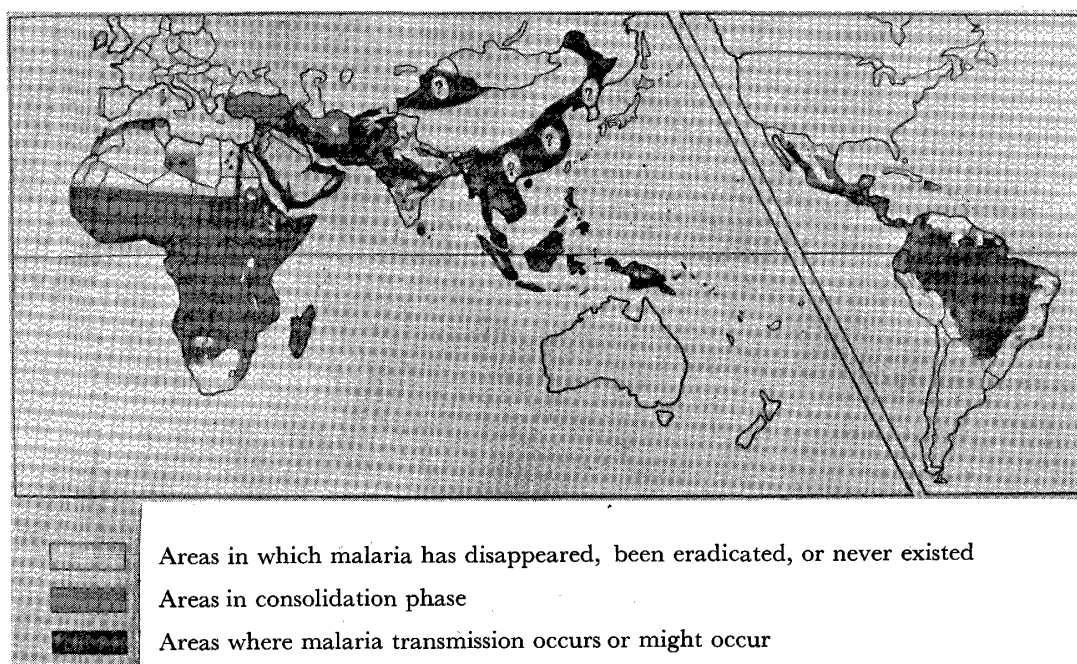 ?
?
?
?
Areas in which malaria has disappeared, been eradicated, or never existed
Areas in consolidation phase
Areas where malaria transmission occurs or might occur